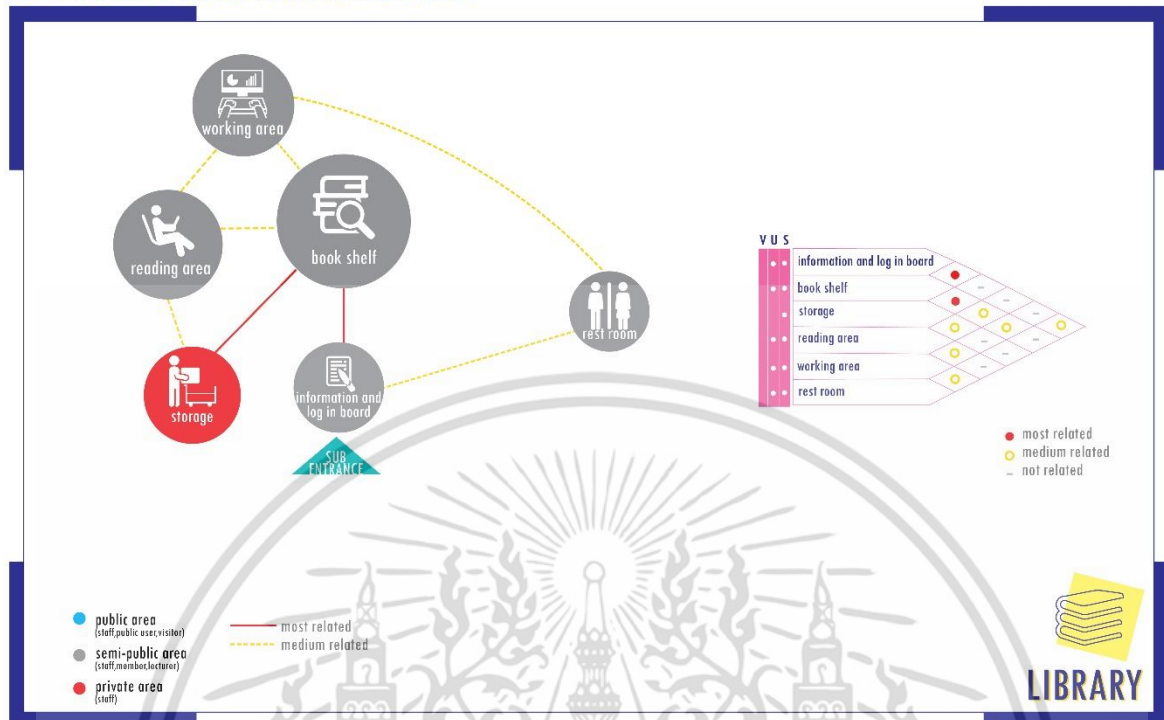 working area
reading area
book shelf
rest room
storage
information and
log in board
SUB
ENTRANCE
V U S
information and log in board
book shelf
storage
reading area
working area
rest room
most related
medium related
not related
public area
(staff,public user,visitor)
semi-public area
(staff,member,lecturer)
private area
(staff)
most related
medium related
LIBRARY